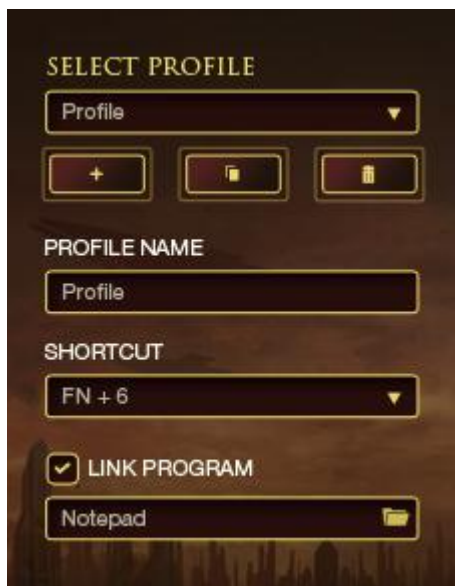 SELECT PROFILE
Profile
PROFILE NAME
Profile
SHORTCUT
FN + 6
LINK PROGRAM
Notepad